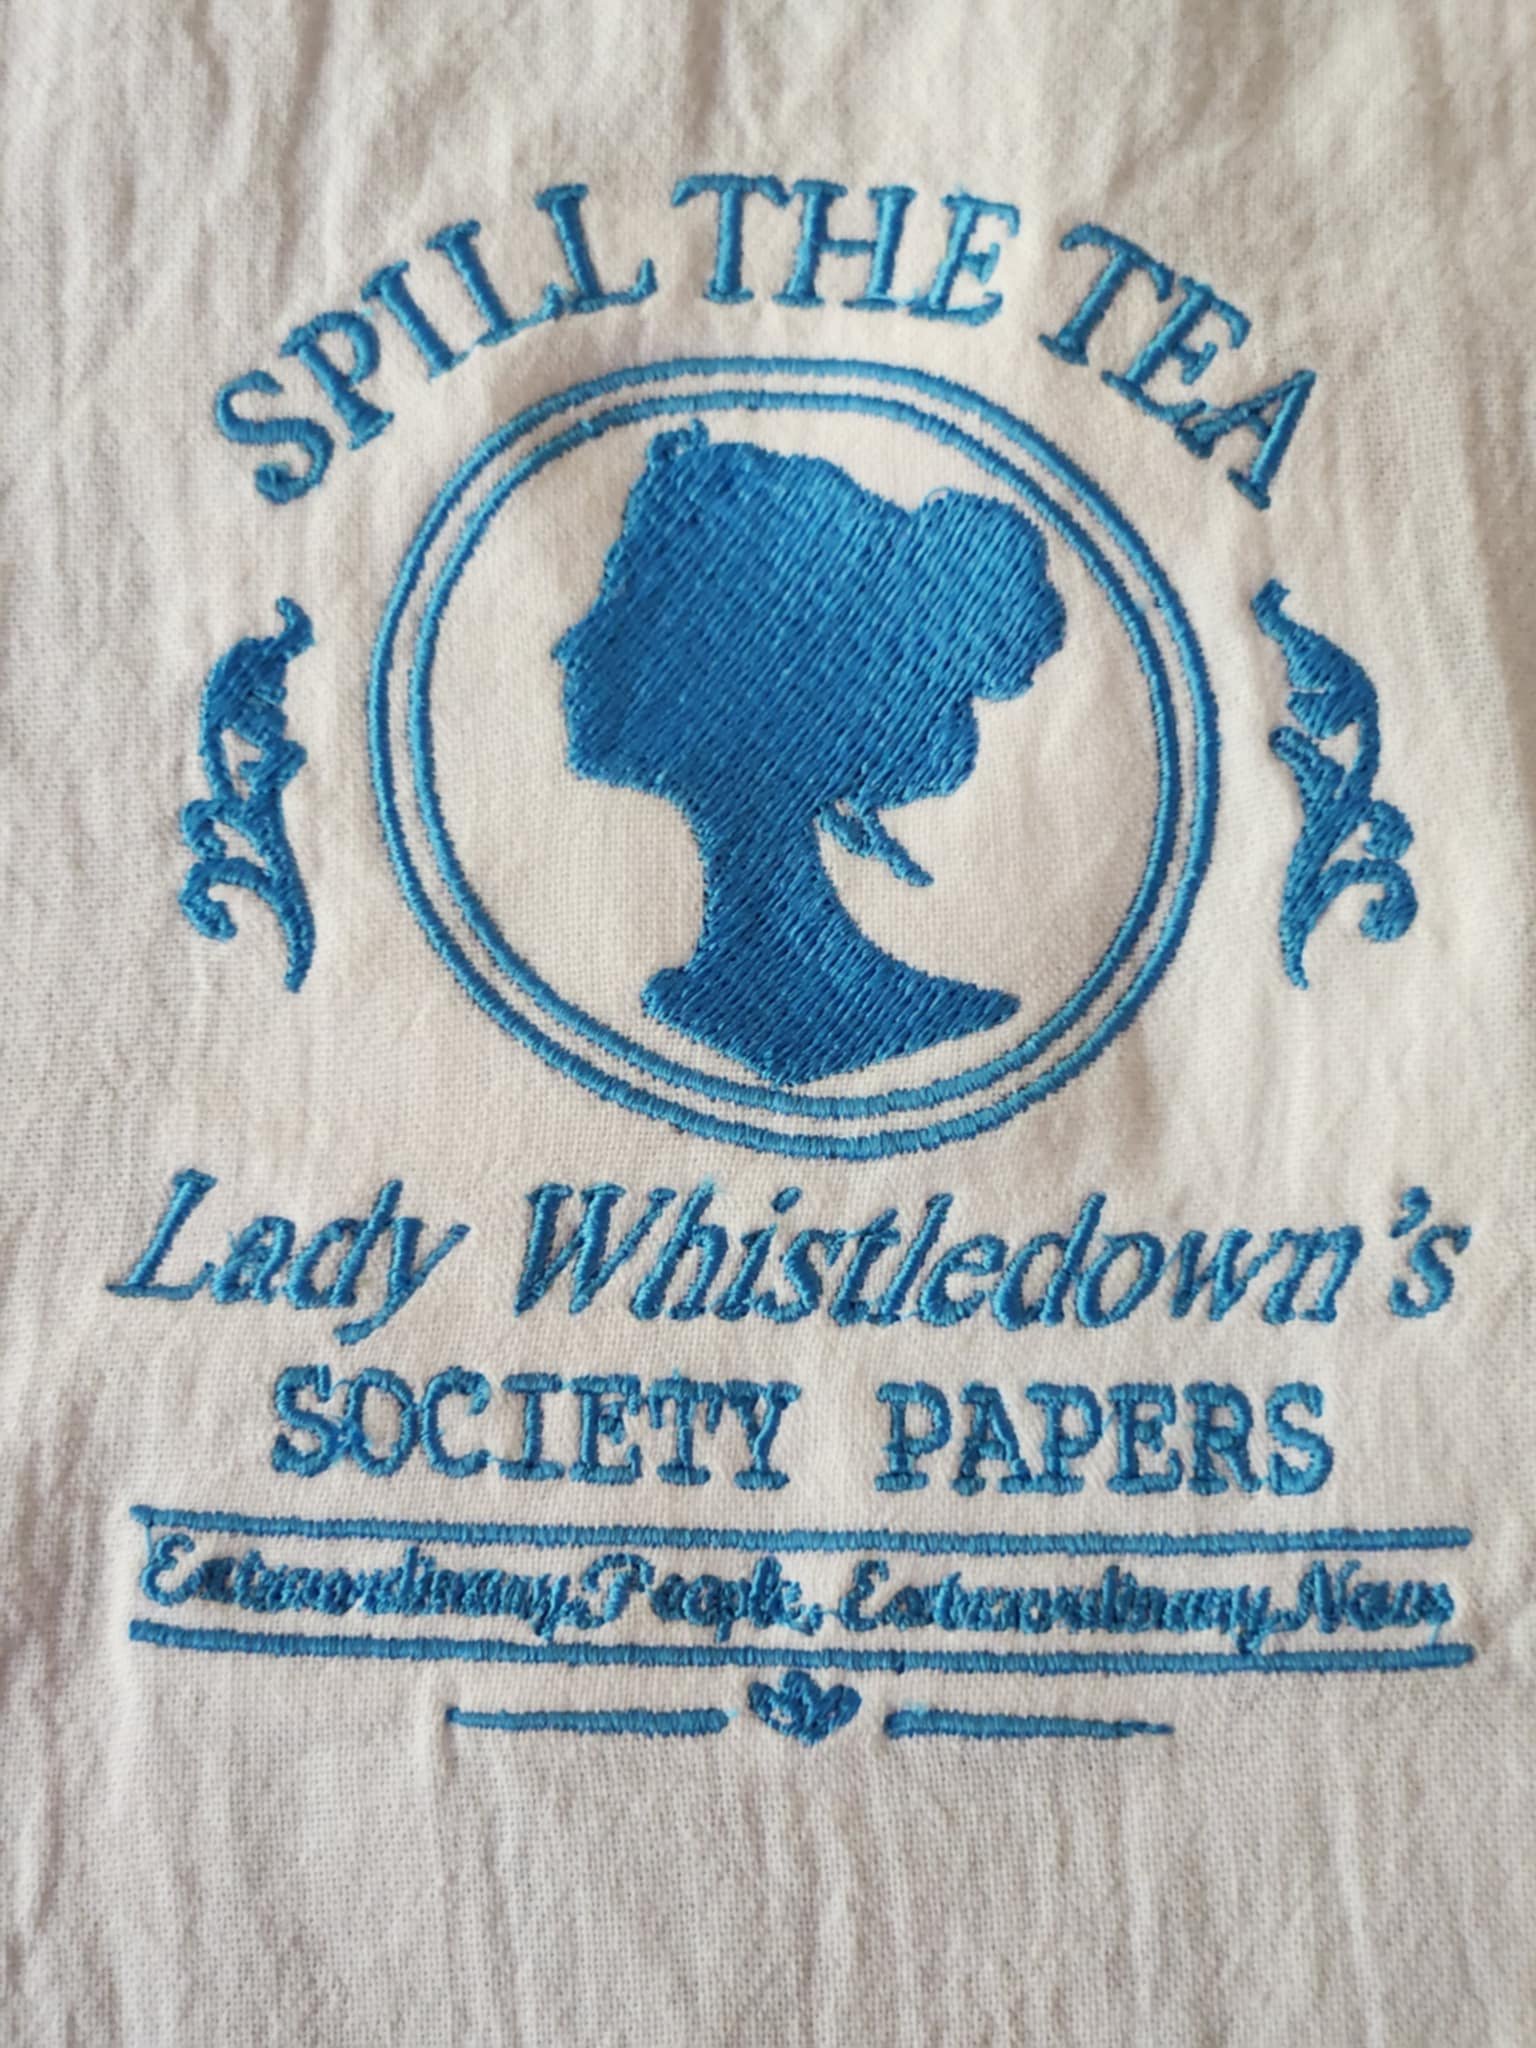 SPILL THE TEA
Lady Whistledown's
SOCIETY PAPERS
Extraordinary People, Extraordinary News